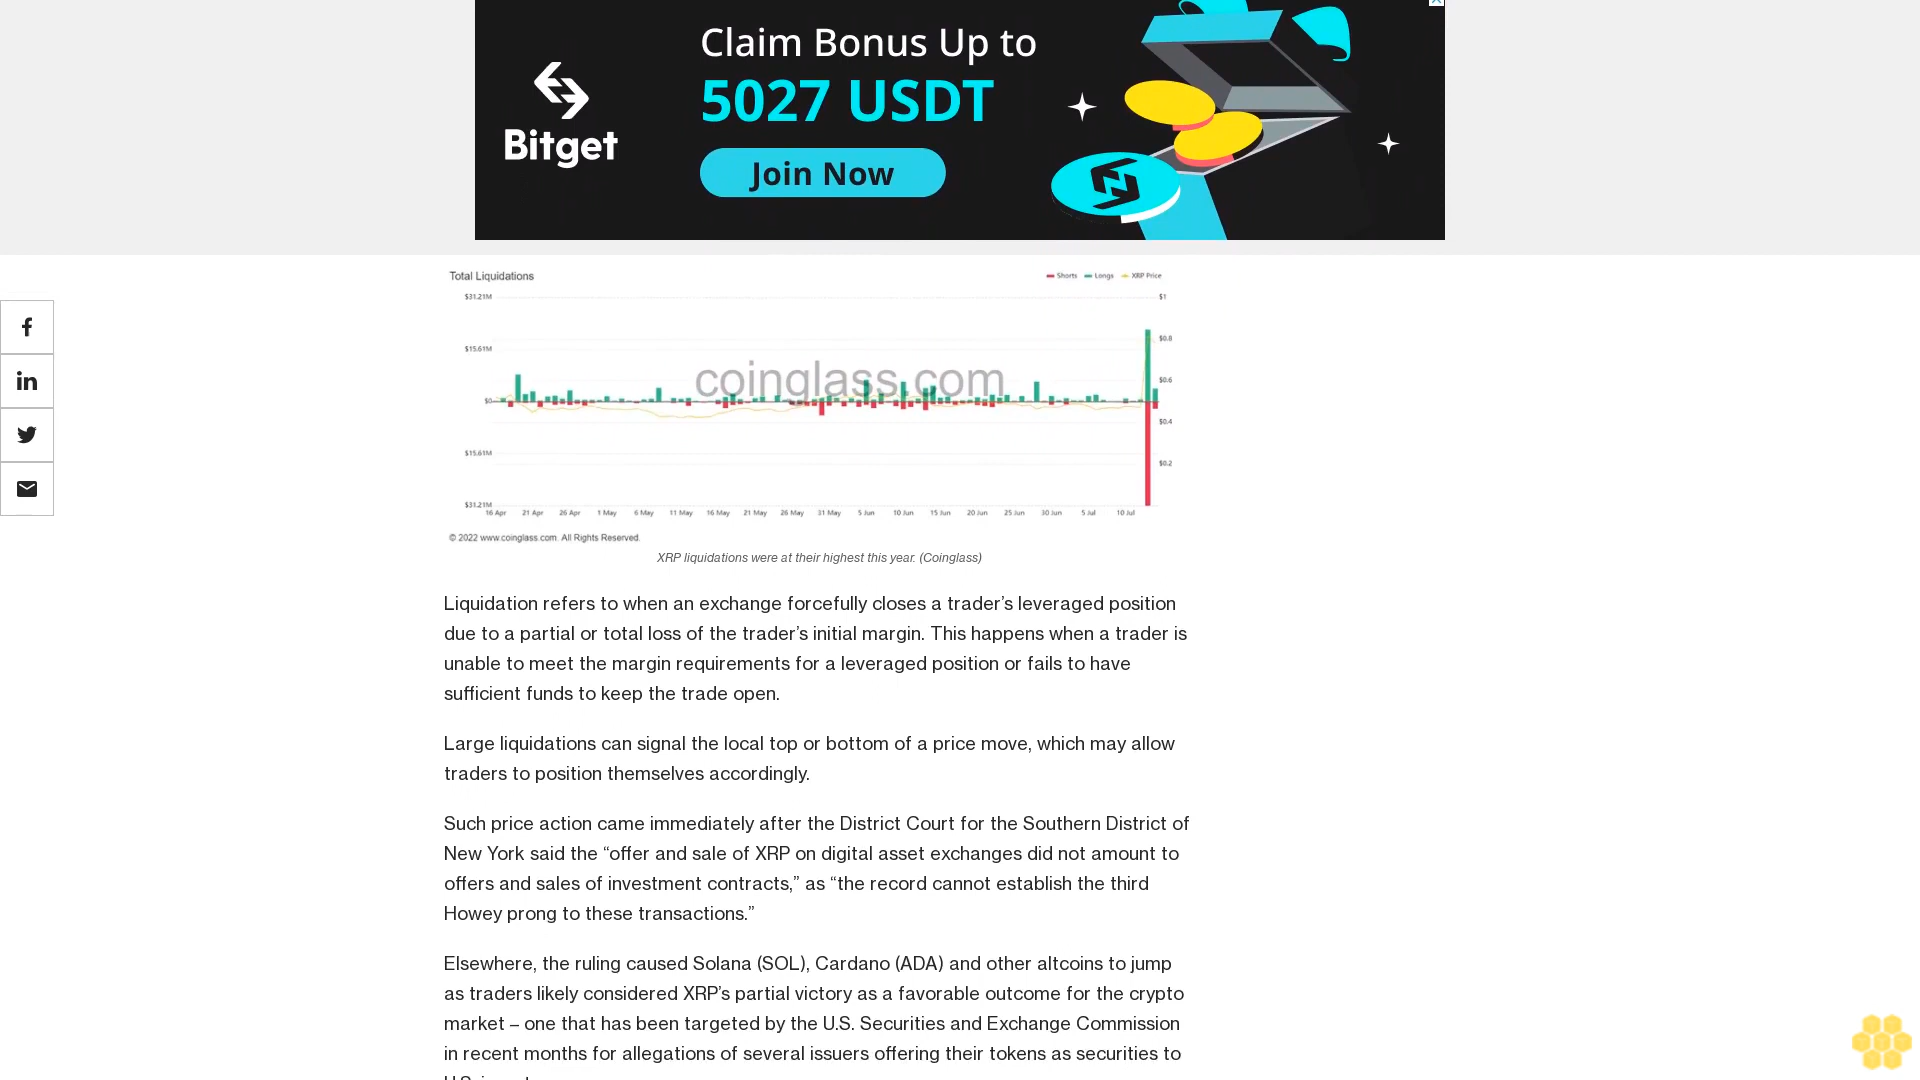 Claim Bonus Up to
5027 USDT
Bitget
Join Now
Total Liquidations
Shorts Longs XRP Price
$31.21M
$1
$0.8
$15.61M
coinglass.com
$0.6
$0
$0.4
$15.61M
$0.2
$31.21M
16 Apr 21 Apr 26 Apr 1 May 6 May 11 May 16 May 21 May 26 May 31 May 5 Jun 10 Jun 15 Jun 20 Jun 25 Jun 30 Jun 5 Jul 10 Jul
© 2022 www.coinglass.com. All Rights Reserved.
XRP liquidations were at their highest this year. (Coinglass)
Liquidation refers to when an exchange forcefully closes a trader’s leveraged position
due to a partial or total loss of the trader’s initial margin. This happens when a trader is
unable to meet the margin requirements for a leveraged position or fails to have
sufficient funds to keep the trade open.
Large liquidations can signal the local top or bottom of a price move, which may allow
traders to position themselves accordingly.
Such price action came immediately after the District Court for the Southern District of
New York said the “offer and sale of XRP on digital asset exchanges did not amount to
offers and sales of investment contracts,” as “the record cannot establish the third
Howey prong to these transactions.”
Elsewhere, the ruling caused Solana (SOL), Cardano (ADA) and other altcoins to jump
as traders likely considered XRP’s partial victory as a favorable outcome for the crypto
market – one that has been targeted by the U.S. Securities and Exchange Commission
in recent months for allegations of several issuers offering their tokens as securities to